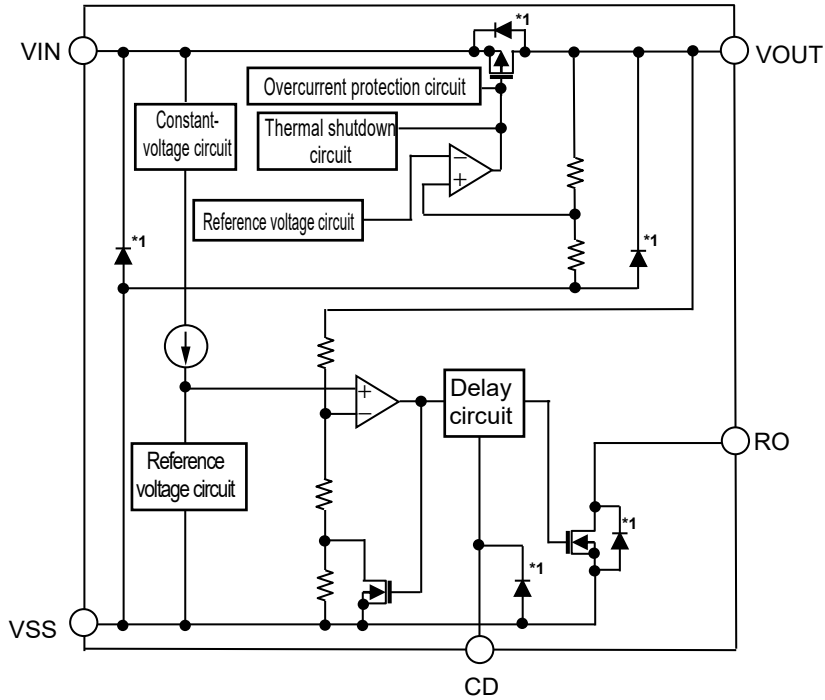 *1
VIN
VOUT
Overcurrent protection circuit
Constant-
voltage circuit
Thermal shutdown
circuit
−
+
Reference voltage circuit
*1
*1
+
−
Delay
circuit
RO
Reference
voltage circuit
*1
*1
VSS
CD